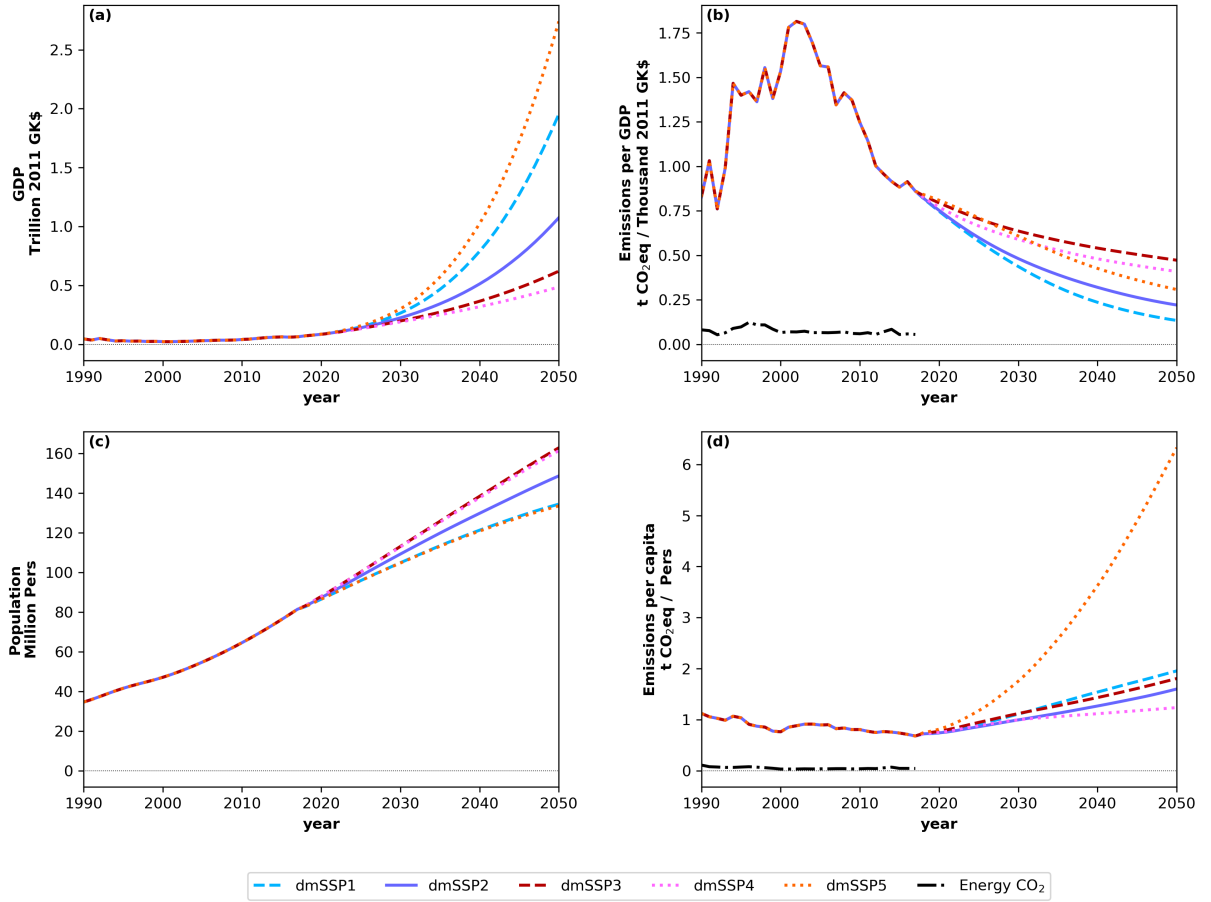 (a)
GDP
Trillion 2011 GK$
2.5
2.0
1.5
1.0
0.5
0.0
1990 2000 2010 2020 2030 2040 2050
year
(b)
Emissions per GDP
t CO₂eq / Thousand 2011 GK$
1.75
1.50
1.25
1.00
0.75
0.50
0.25
0.00
1990 2000 2010 2020 2030 2040 2050
year
(c)
Population
Million Pers
160
140
120
100
80
60
40
20
0
1990 2000 2010 2020 2030 2040 2050
year
(d)
Emissions per capita
t CO₂eq / Pers
6
5
4
3
2
1
0
1990 2000 2010 2020 2030 2040 2050
year
dmSSP1 dmSSP2 dmSSP3 dmSSP4 dmSSP5 Energy CO₂